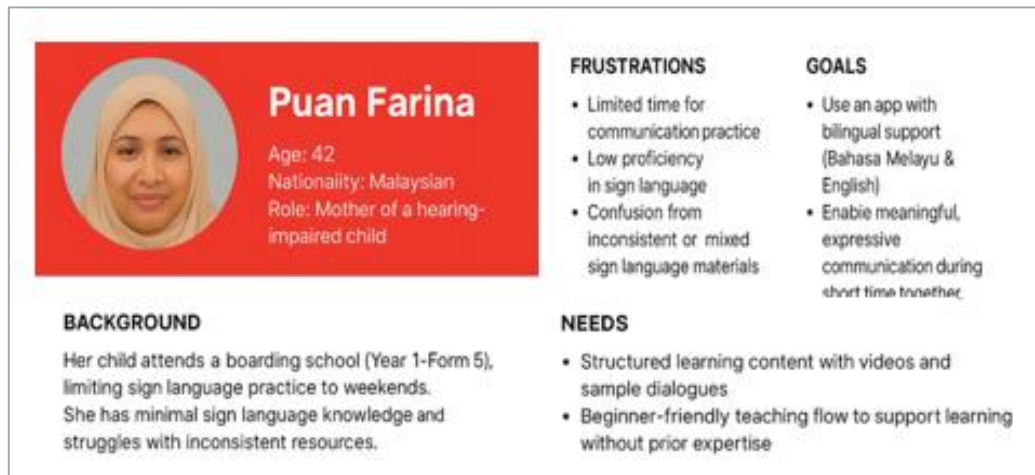 Puan Farina
Age: 42
Nationaliity: Malaysian
Role: Mother of a hearing-
impaired child
FRUSTRATIONS
• Limited time for
communication practice
• Low proficiency
in sign language
• Confusion from
inconsistent or mixed
sign language materials
GOALS
• Use an app with
bilingual support
(Bahasa Melayu &
English)
• Enabie meaningful,
expressive
communication during
short time together,
BACKGROUND
Her child attends a boarding school (Year 1-Form 5),
limiting sign language practice to weekends.
She has minimal sign language knowledge and
struggles with inconsistent resources.
NEEDS
• Structured learning content with videos and
sample dialogues
• Beginner-friendly teaching flow to support learning
without prior expertise